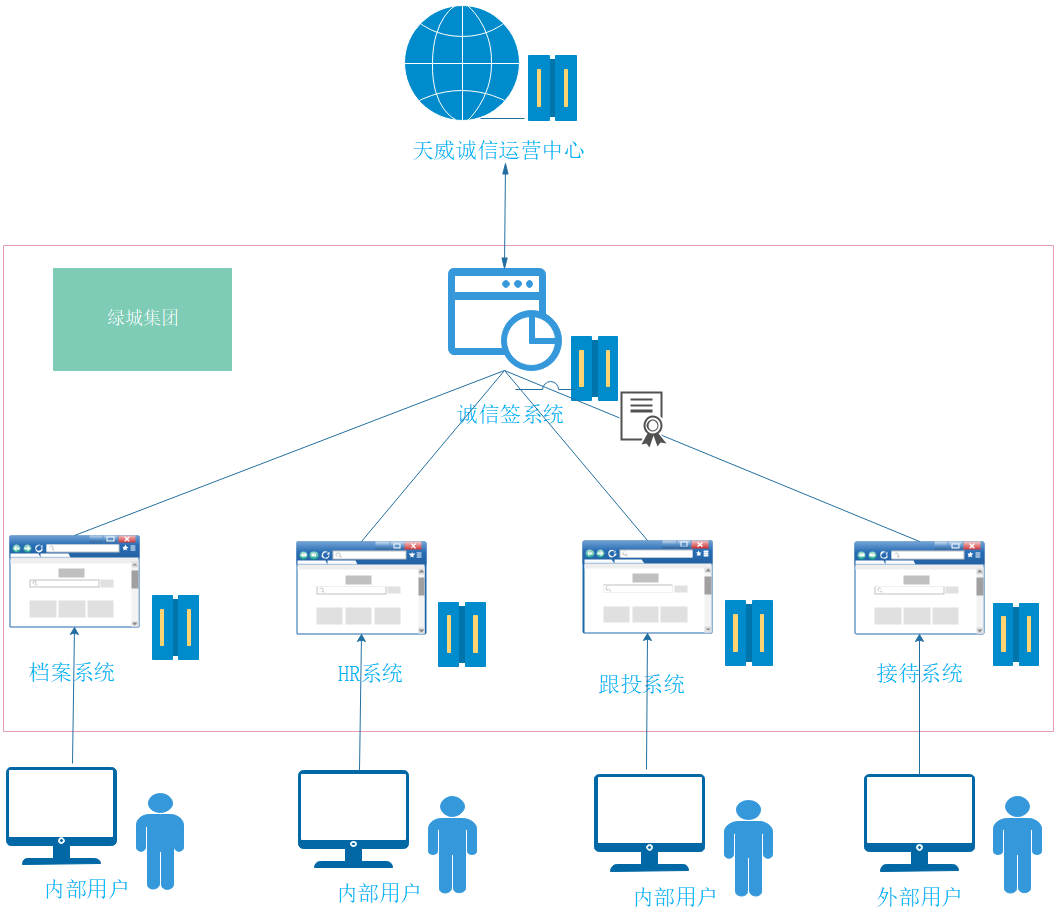 天威诚信运营中心
绿城集团
诚信签系统
档案系统
HR系统
跟投系统
接待系统
内部用户
内部用户
内部用户
外部用户